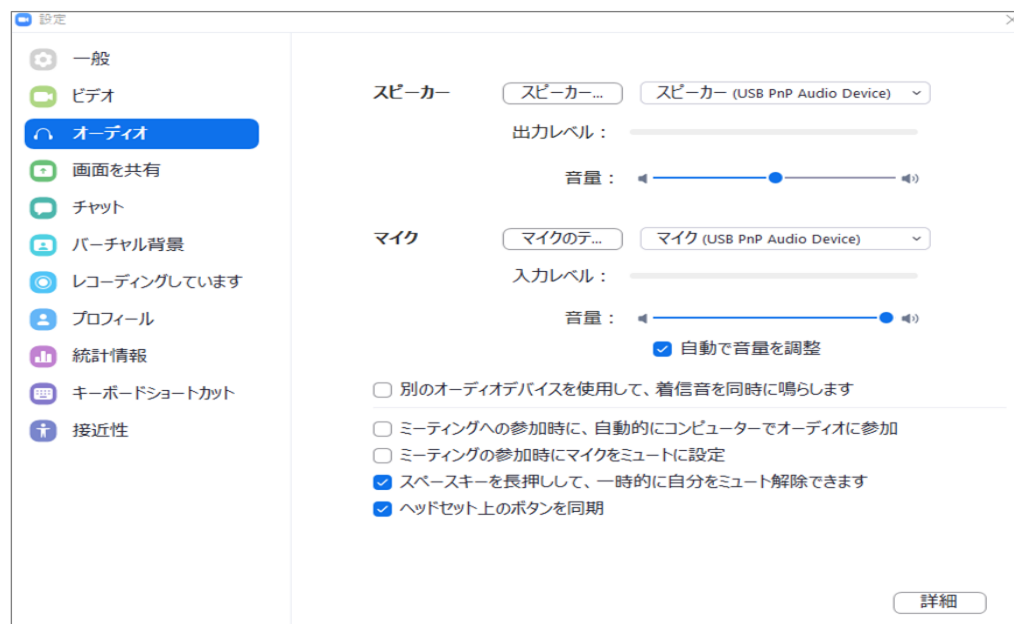 設定
一般
ビデオ
オーディオ
画面を共有
チャット
バーチャル背景
レコーディングしています
プロフィール
統計情報
キーボードショートカット
接近性
スピーカー スピーカー... スピーカー (USB PnP Audio Device)
出力レベル：
音量：
マイク マイクのテ... マイク (USB PnP Audio Device)
入力レベル：
音量：
自動で音量を調整
別のオーディオデバイスを使用して、着信音を同時に鳴らします
ミーティングへの参加時に、自動的にコンピューターでオーディオに参加
ミーティングの参加時にマイクをミュートに設定
スペースキーを長押しして、一時的に自分をミュート解除できます
ヘッドセット上のボタンを同期
詳細